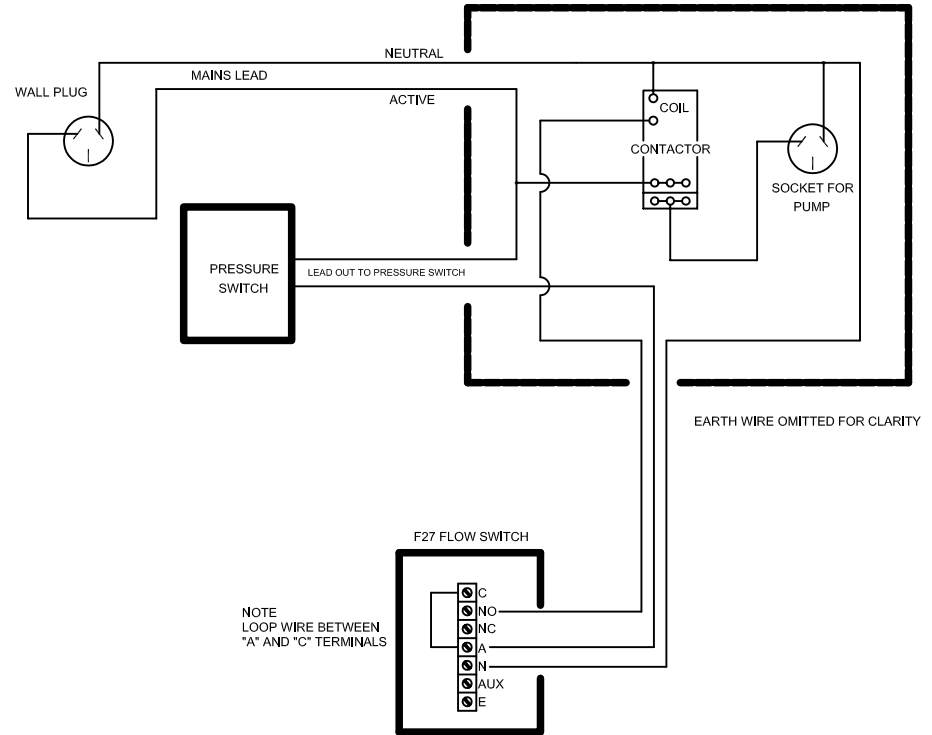 NEUTRAL
MAINS LEAD
WALL PLUG
ACTIVE
COIL
CONTACTOR
SOCKET FOR
PUMP
PRESSURE
SWITCH
LEAD OUT TO PRESSURE SWITCH
EARTH WIRE OMITTED FOR CLARITY
F27 FLOW SWITCH
NOTE
LOOP WIRE BETWEEN
"A" AND "C" TERMINALS
C
NO
NC
A
N
AUX
E